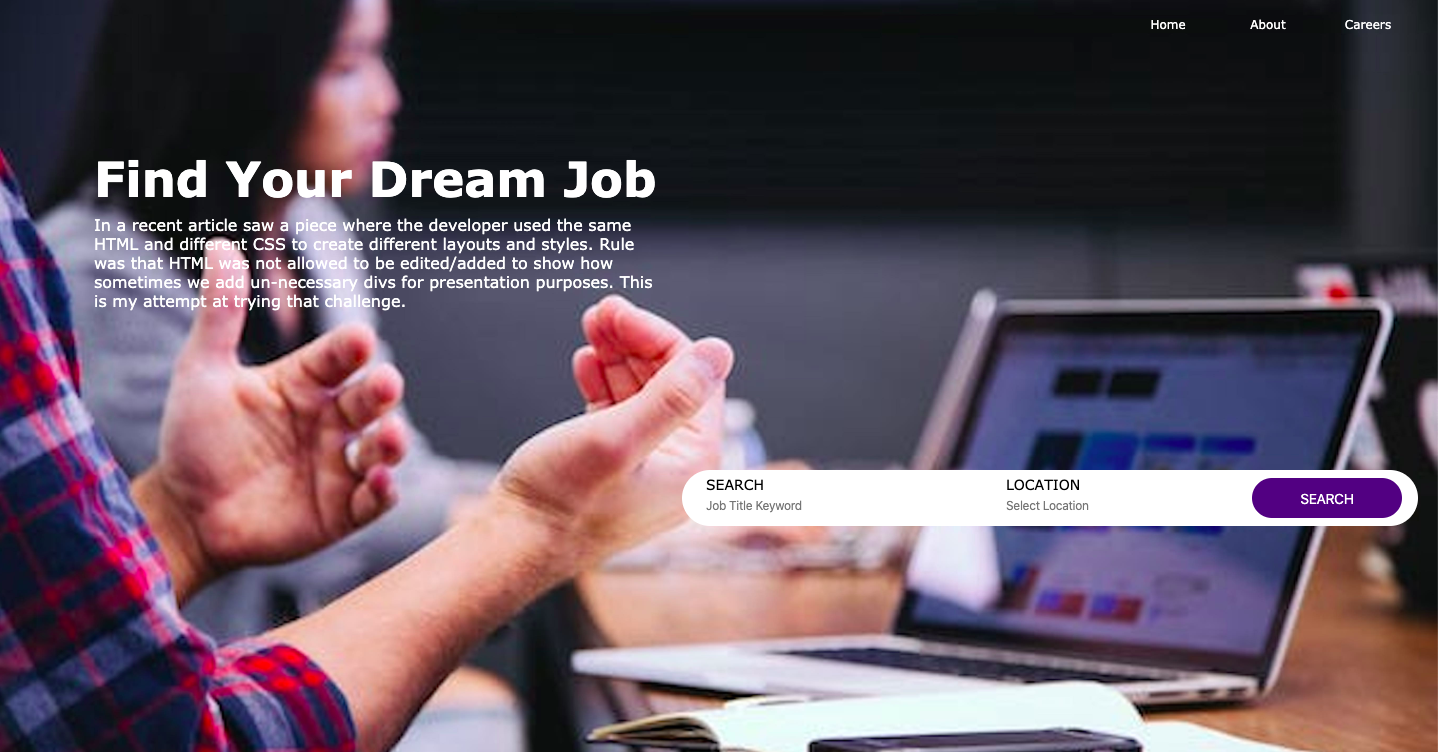 Home About Careers
Find Your Dream Job
In a recent article saw a piece where the developer used the same
HTML and different CSS to create different layouts and styles. Rule
was that HTML was not allowed to be edited/added to show how
sometimes we add un-necessary divs for presentation purposes. This
is my attempt at trying that challenge.
SEARCH LOCATION
Job Title Keyword Select Location SEARCH